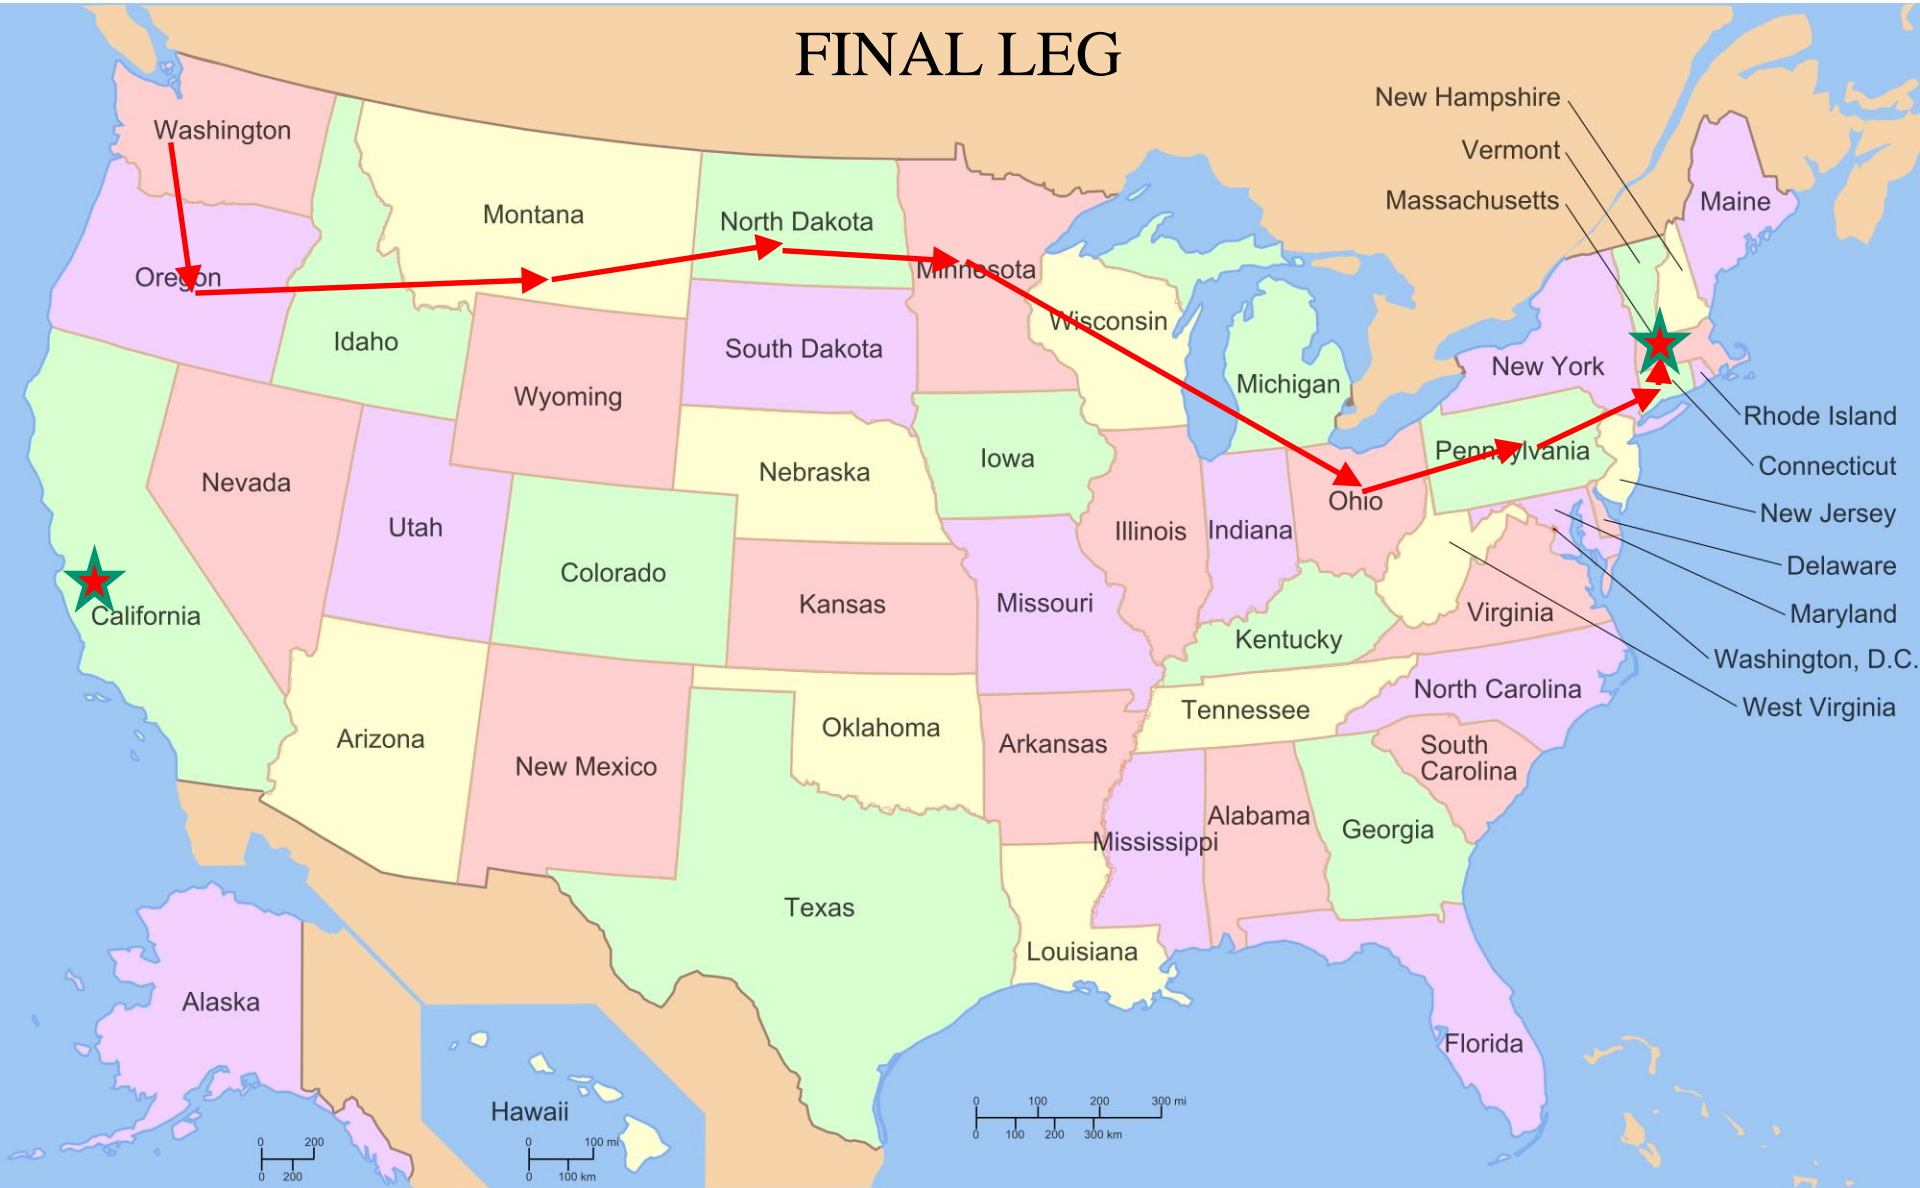 FINAL LEG
New Hampshire
Vermont
Massachusetts
Washington
Maine
Montana
North Dakota
Minnesota
Oregon
Idaho
South Dakota
Wisconsin
Wyoming
Michigan
New York
Rhode Island
Pennsylvania
Connecticut
Nevada
Nebraska
Iowa
Ohio
New Jersey
Utah
Illinois
Indiana
Delaware
Colorado
Kansas
Missouri
California
Virginia
Maryland
Kentucky
Washington, D.C.
West Virginia
North Carolina
Tennessee
Arizona
New Mexico
Oklahoma
Arkansas
South
Carolina
Mississippi
Alabama
Georgia
Texas
Louisiana
Alaska
Florida
Hawaii
0 200
0 200
0 100 mi
0 100 km
0 100 200 300 mi
0 100 200 300 km